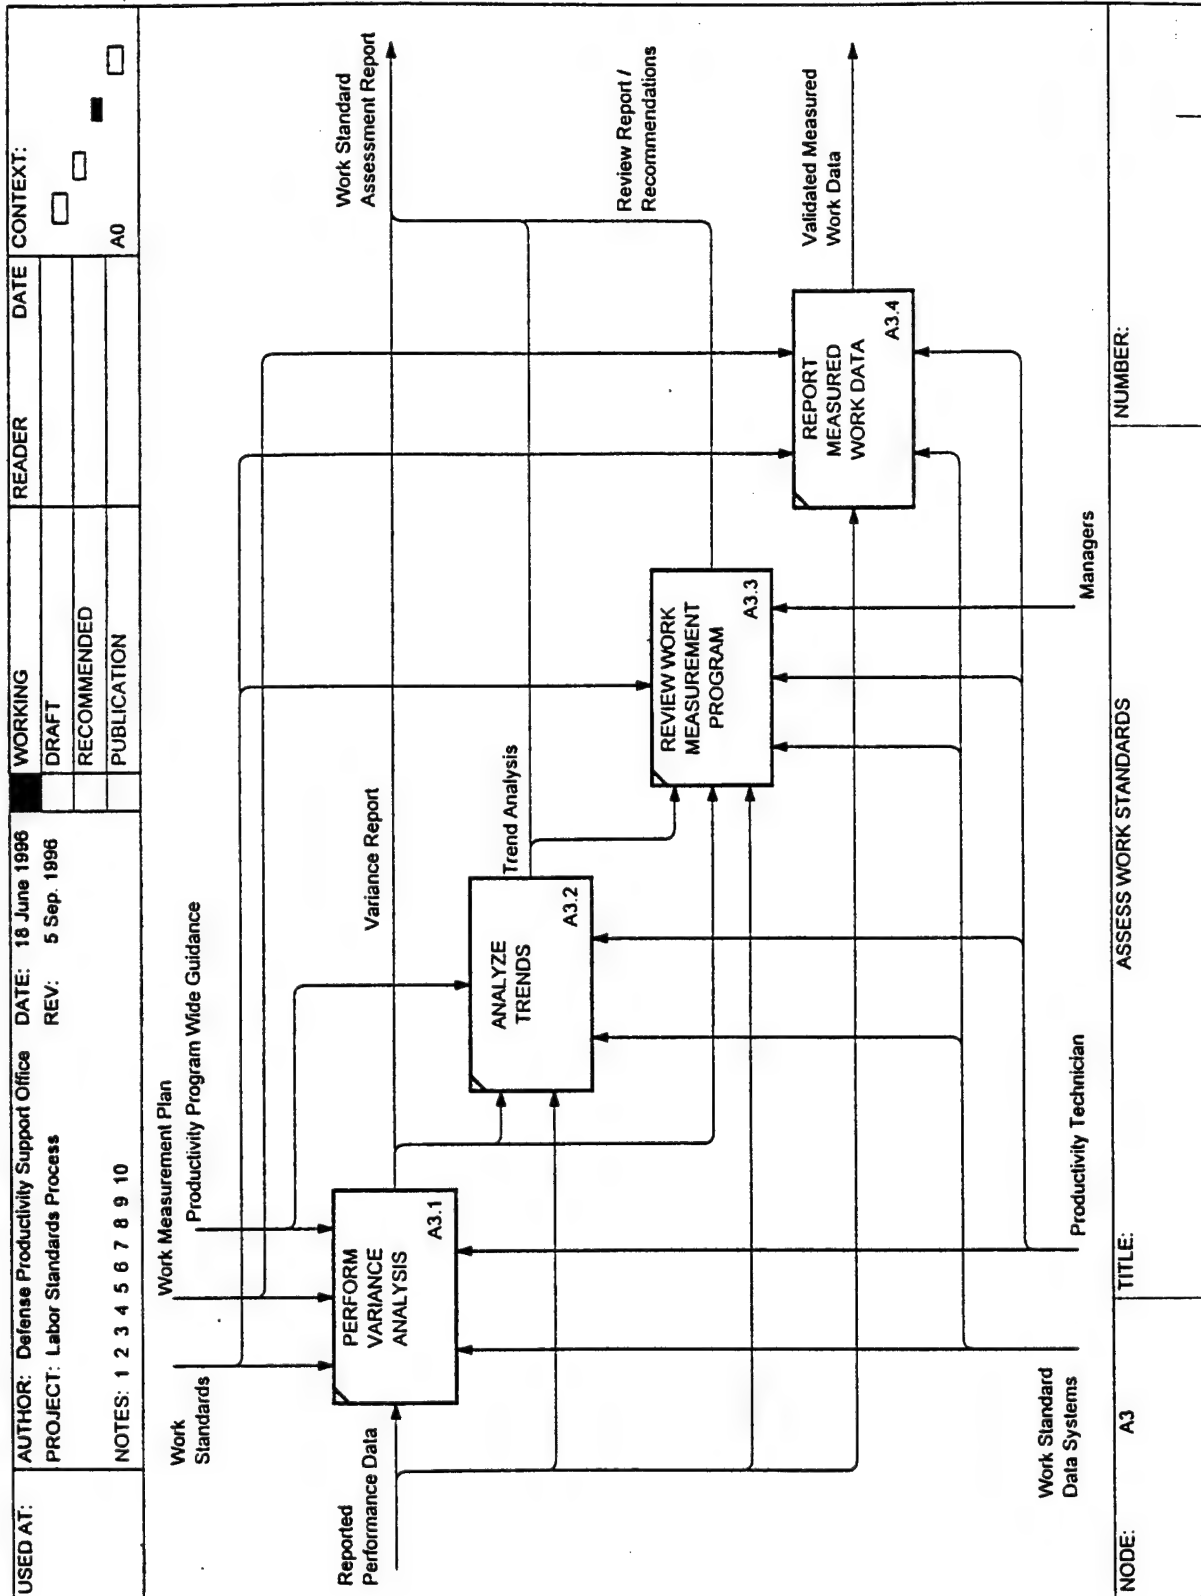 USED AT:
AUTHOR: Defense Productivity Support Office
PROJECT: Labor Standards Process
NOTES: 1 2 3 4 5 6 7 8 9 10
DATE: 18 June 1996
REV: 5 Sep. 1996
WORKING
DRAFT
RECOMMENDED
PUBLICATION
READER
DATE
CONTEXT:
A0
Work
Standards
Work Measurement Plan
Productivity Program Wide Guidance
Reported
Performance Data
PERFORM
VARIANCE
ANALYSIS
A3.1
Variance Report
Work Standard
Assessment Report
ANALYZE
TRENDS
A3.2
Trend Analysis
REVIEW WORK
MEASUREMENT
PROGRAM
A3.3
Review Report /
Recommendations
REPORT
MEASURED
WORK DATA
A3.4
Validated Measured
Work Data
Work Standard
Data Systems
Productivity Technician
Managers
NODE:
A3
TITLE:
ASSESS WORK STANDARDS
NUMBER: